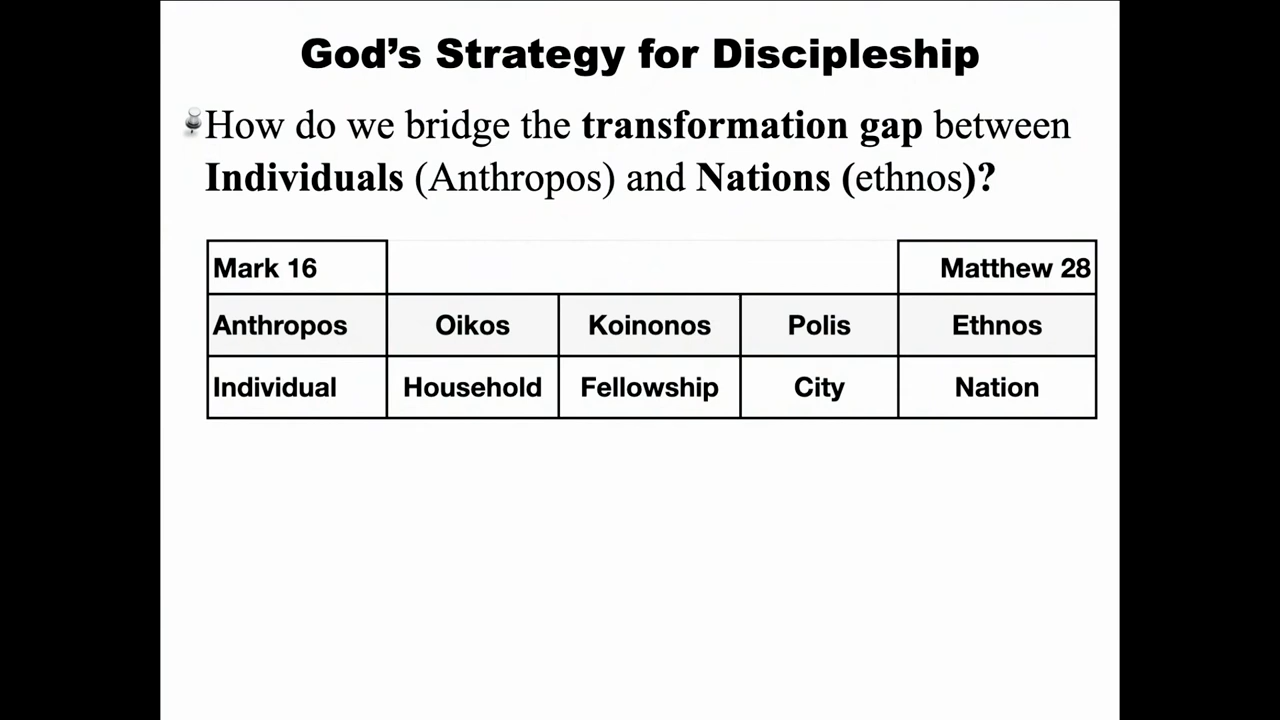 God’s Strategy for Discipleship
How do we bridge the transformation gap between
Individuals (Anthropos) and Nations (ethnos)?
Mark 16 Matthew 28
Anthropos Oikos Koinonos Polis Ethnos
Individual Household Fellowship City Nation